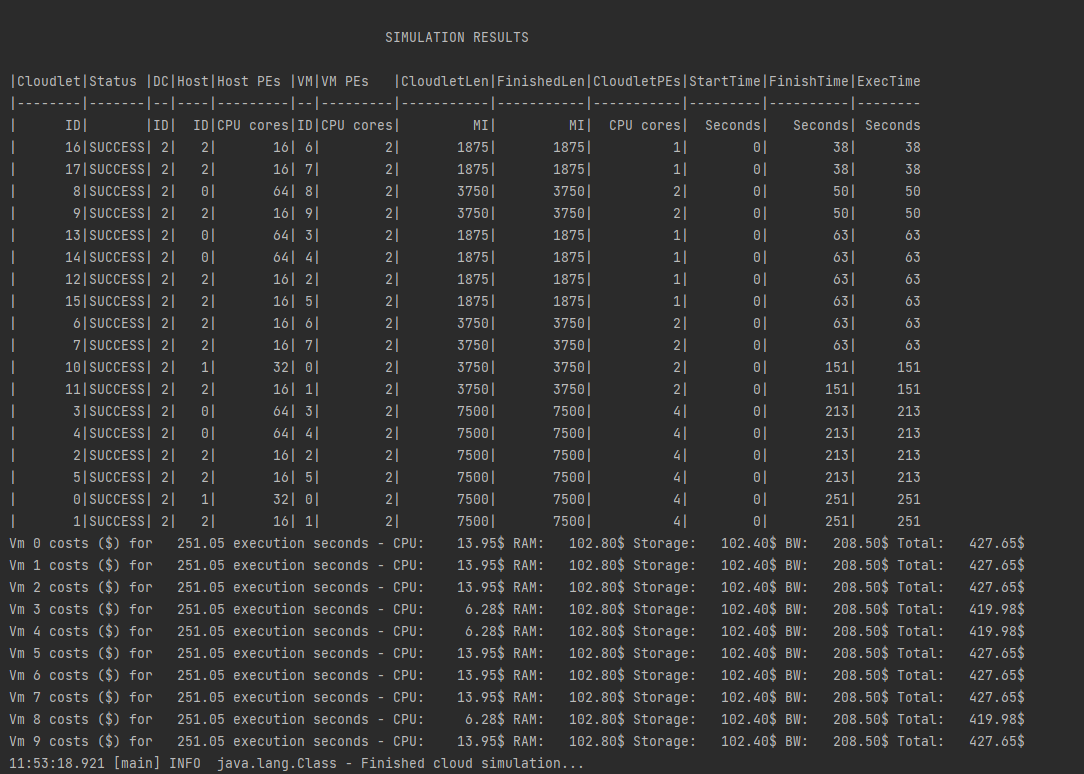 SIMULATION RESULTS
|Cloudlet|Status |DC|Host|Host PEs |VM|VM PEs   |CloudletLen|FinishedLen|CloudletPEs|StartTime|FinishTime|ExecTime
|--------|-------|--|----|---------|--|---------|-----------|-----------|-----------|---------|----------|--------
|      ID|       |ID|  ID|CPU cores|ID|CPU cores|         MI|         MI|  CPU cores|  Seconds|   Seconds| Seconds
|      16|SUCCESS| 2|   2|       16| 6|        2|       1875|       1875|          1|        0|        38|      38
|      17|SUCCESS| 2|   2|       16| 7|        2|       1875|       1875|          1|        0|        38|      38
|       8|SUCCESS| 2|   0|       64| 8|        2|       3750|       3750|          2|        0|        50|      50
|       9|SUCCESS| 2|   2|       16| 9|        2|       3750|       3750|          2|        0|        50|      50
|      13|SUCCESS| 2|   0|       64| 3|        2|       1875|       1875|          1|        0|        63|      63
|      14|SUCCESS| 2|   0|       64| 4|        2|       1875|       1875|          1|        0|        63|      63
|      12|SUCCESS| 2|   2|       16| 2|        2|       1875|       1875|          1|        0|        63|      63
|      15|SUCCESS| 2|   2|       16| 5|        2|       1875|       1875|          1|        0|        63|      63
|       6|SUCCESS| 2|   2|       16| 6|        2|       3750|       3750|          2|        0|        63|      63
|       7|SUCCESS| 2|   2|       16| 7|        2|       3750|       3750|          2|        0|        63|      63
|      10|SUCCESS| 2|   1|       32| 0|        2|       3750|       3750|          2|        0|       151|     151
|      11|SUCCESS| 2|   2|       16| 1|        2|       3750|       3750|          2|        0|       151|     151
|       3|SUCCESS| 2|   0|       64| 3|        2|       7500|       7500|          4|        0|       213|     213
|       4|SUCCESS| 2|   0|       64| 4|        2|       7500|       7500|          4|        0|       213|     213
|       2|SUCCESS| 2|   2|       16| 2|        2|       7500|       7500|          4|        0|       213|     213
|       5|SUCCESS| 2|   2|       16| 5|        2|       7500|       7500|          4|        0|       213|     213
|       0|SUCCESS| 2|   1|       32| 0|        2|       7500|       7500|          4|        0|       251|     251
|       1|SUCCESS| 2|   2|       16| 1|        2|       7500|       7500|          4|        0|       251|     251
Vm 0 costs ($) for   251.05 execution seconds - CPU:    13.95$ RAM:   102.80$ Storage:   102.40$ BW:   208.50$ Total:   427.65$
Vm 1 costs ($) for   251.05 execution seconds - CPU:    13.95$ RAM:   102.80$ Storage:   102.40$ BW:   208.50$ Total:   427.65$
Vm 2 costs ($) for   251.05 execution seconds - CPU:    13.95$ RAM:   102.80$ Storage:   102.40$ BW:   208.50$ Total:   427.65$
Vm 3 costs ($) for   251.05 execution seconds - CPU:     6.28$ RAM:   102.80$ Storage:   102.40$ BW:   208.50$ Total:   419.98$
Vm 4 costs ($) for   251.05 execution seconds - CPU:     6.28$ RAM:   102.80$ Storage:   102.40$ BW:   208.50$ Total:   419.98$
Vm 5 costs ($) for   251.05 execution seconds - CPU:    13.95$ RAM:   102.80$ Storage:   102.40$ BW:   208.50$ Total:   427.65$
Vm 6 costs ($) for   251.05 execution seconds - CPU:    13.95$ RAM:   102.80$ Storage:   102.40$ BW:   208.50$ Total:   427.65$
Vm 7 costs ($) for   251.05 execution seconds - CPU:    13.95$ RAM:   102.80$ Storage:   102.40$ BW:   208.50$ Total:   427.65$
Vm 8 costs ($) for   251.05 execution seconds - CPU:     6.28$ RAM:   102.80$ Storage:   102.40$ BW:   208.50$ Total:   419.98$
Vm 9 costs ($) for   251.05 execution seconds - CPU:    13.95$ RAM:   102.80$ Storage:   102.40$ BW:   208.50$ Total:   427.65$
11:53:18.921 [main] INFO  java.lang.Class - Finished cloud simulation...